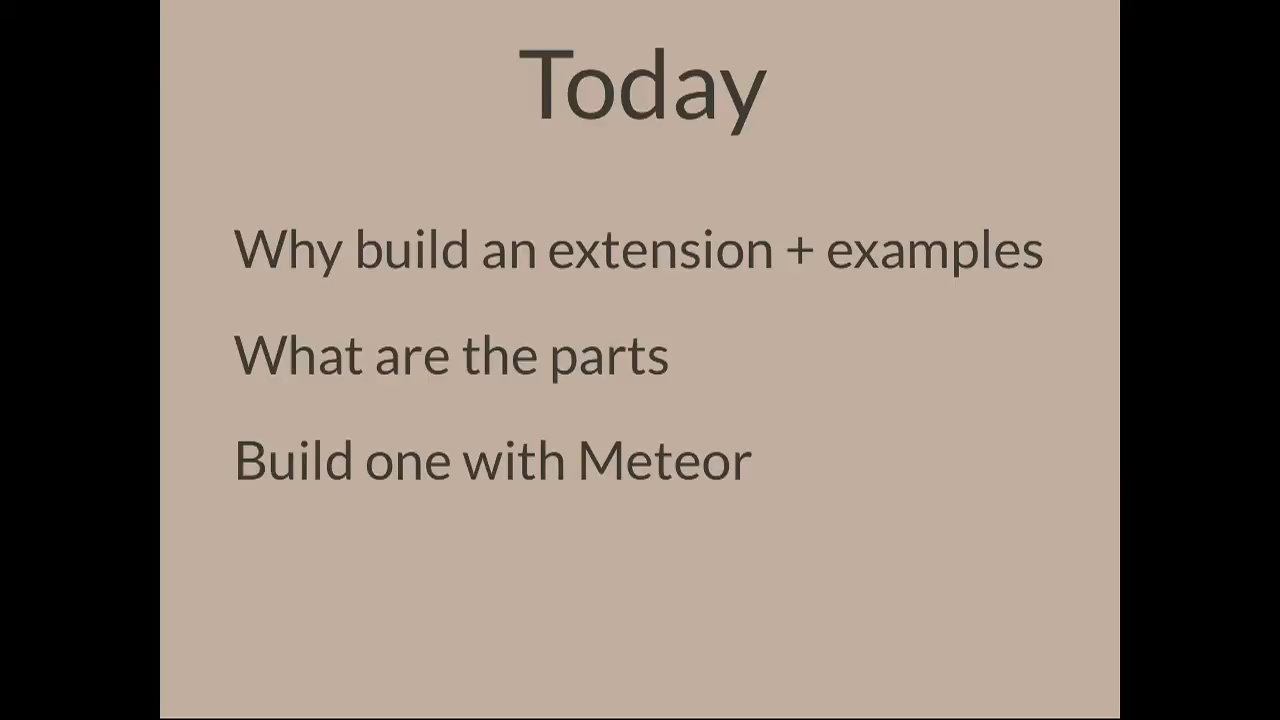 Today
Why build an extension + examples
What are the parts
Build one with Meteor